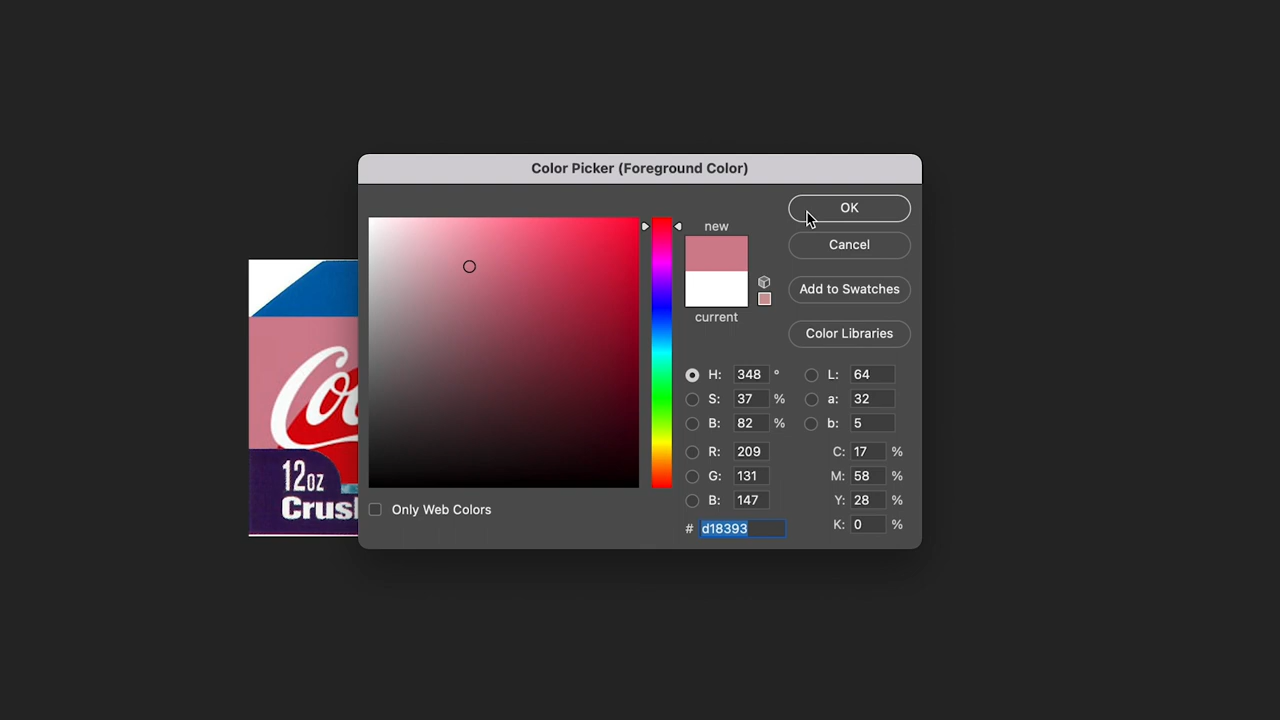 Color Picker (Foreground Color)
OK
new
Cancel
Add to Swatches
current
Color Libraries
H: 348 °
L: 64
S: 37 %
a: 32
B: 82 %
b: 5
R: 209
C: 17 %
G: 131
M: 58 %
B: 147
Y: 28 %
# d18393
K: 0 %
Only Web Colors
12oz